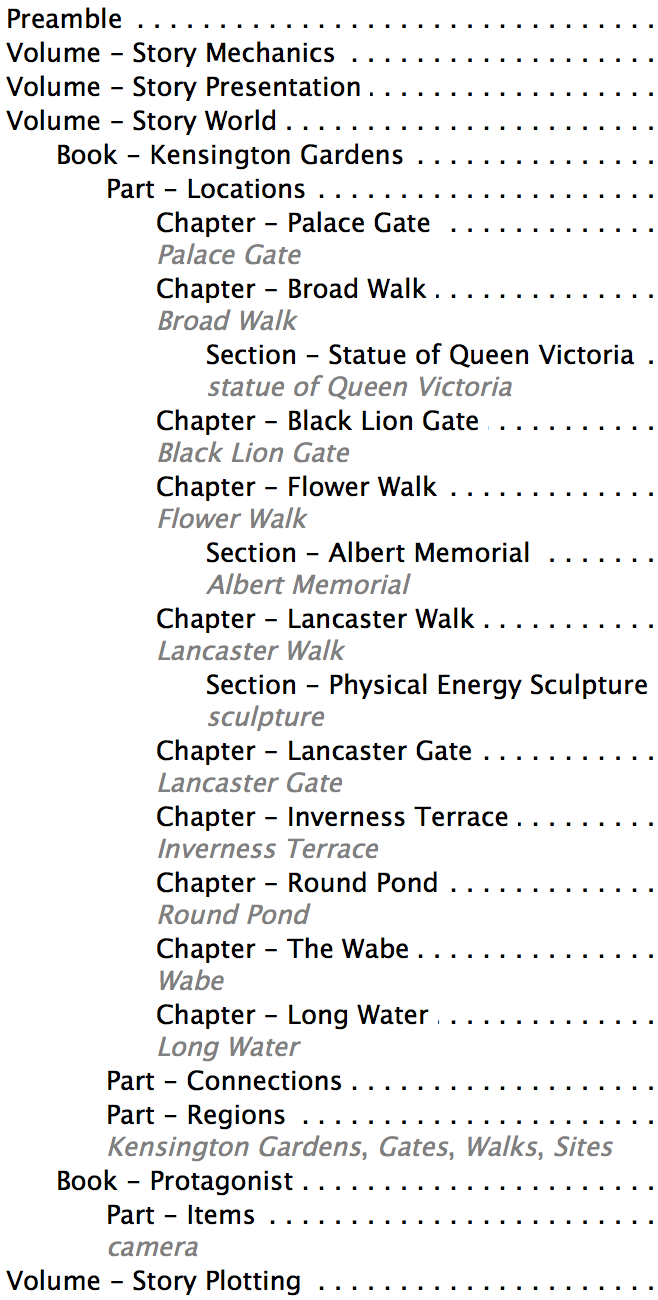 Preamble . . . . . . . . . . . . . . . . . . . . . . . . . . . . . . . .
Volume – Story Mechanics . . . . . . . . . . . . . . . . . . .
Volume – Story Presentation . . . . . . . . . . . . . . . . . .
Volume – Story World . . . . . . . . . . . . . . . . . . . . . . .
Book – Kensington Gardens . . . . . . . . . . . . . . .
Part – Locations . . . . . . . . . . . . . . . . . . . . .
Chapter – Palace Gate . . . . . . . . . . . . .
Palace Gate
Chapter – Broad Walk . . . . . . . . . . . . . .
Broad Walk
Section – Statue of Queen Victoria .
statue of Queen Victoria
Chapter – Black Lion Gate . . . . . . . . . .
Black Lion Gate
Chapter – Flower Walk . . . . . . . . . . . . .
Flower Walk
Section – Albert Memorial . . . . . . .
Albert Memorial
Chapter – Lancaster Walk . . . . . . . . . . .
Lancaster Walk
Section – Physical Energy Sculpture
sculpture
Chapter – Lancaster Gate . . . . . . . . . . .
Lancaster Gate
Chapter – Inverness Terrace . . . . . . . . .
Inverness Terrace
Chapter – Round Pond . . . . . . . . . . . . .
Round Pond
Chapter – The Wabe . . . . . . . . . . . . . . .
Wabe
Chapter – Long Water . . . . . . . . . . . . . .
Long Water
Part – Connections . . . . . . . . . . . . . . . . . . .
Part – Regions . . . . . . . . . . . . . . . . . . . . . .
Kensington Gardens, Gates, Walks, Sites
Book – Protagonist . . . . . . . . . . . . . . . . . . . . . .
Part – Items . . . . . . . . . . . . . . . . . . . . . . . .
camera
Volume – Story Plotting . . . . . . . . . . . . . . . . . . . . .